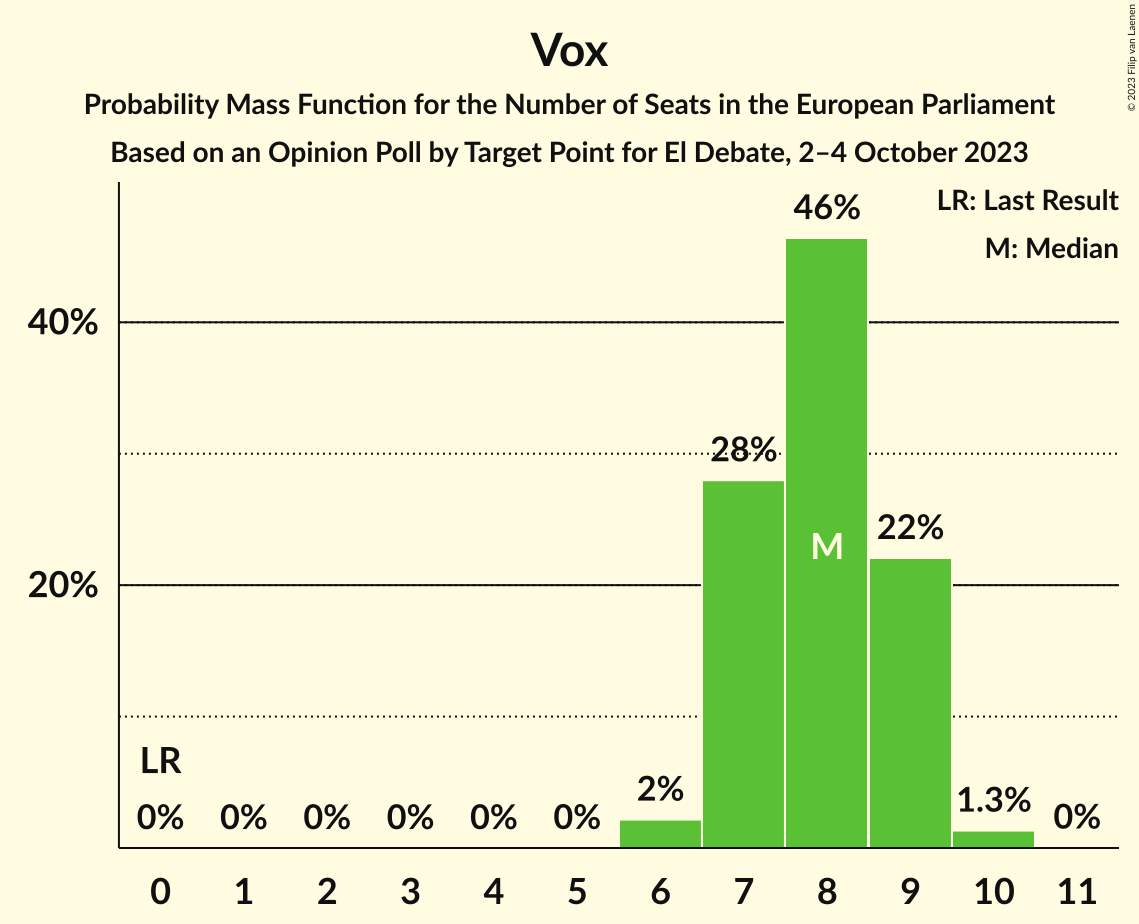 Vox
Probability Mass Function for the Number of Seats in the European Parliament
Based on an Opinion Poll by Target Point for El Debate, 2–4 October 2023
© 2023 Filip van Laenen
LR: Last Result
M: Median
46%
40%
28%
22%
M
20%
LR
0% 0% 0% 0% 0% 0% 2% 1.3% 0%
0 1 2 3 4 5 6 7 8 9 10 11